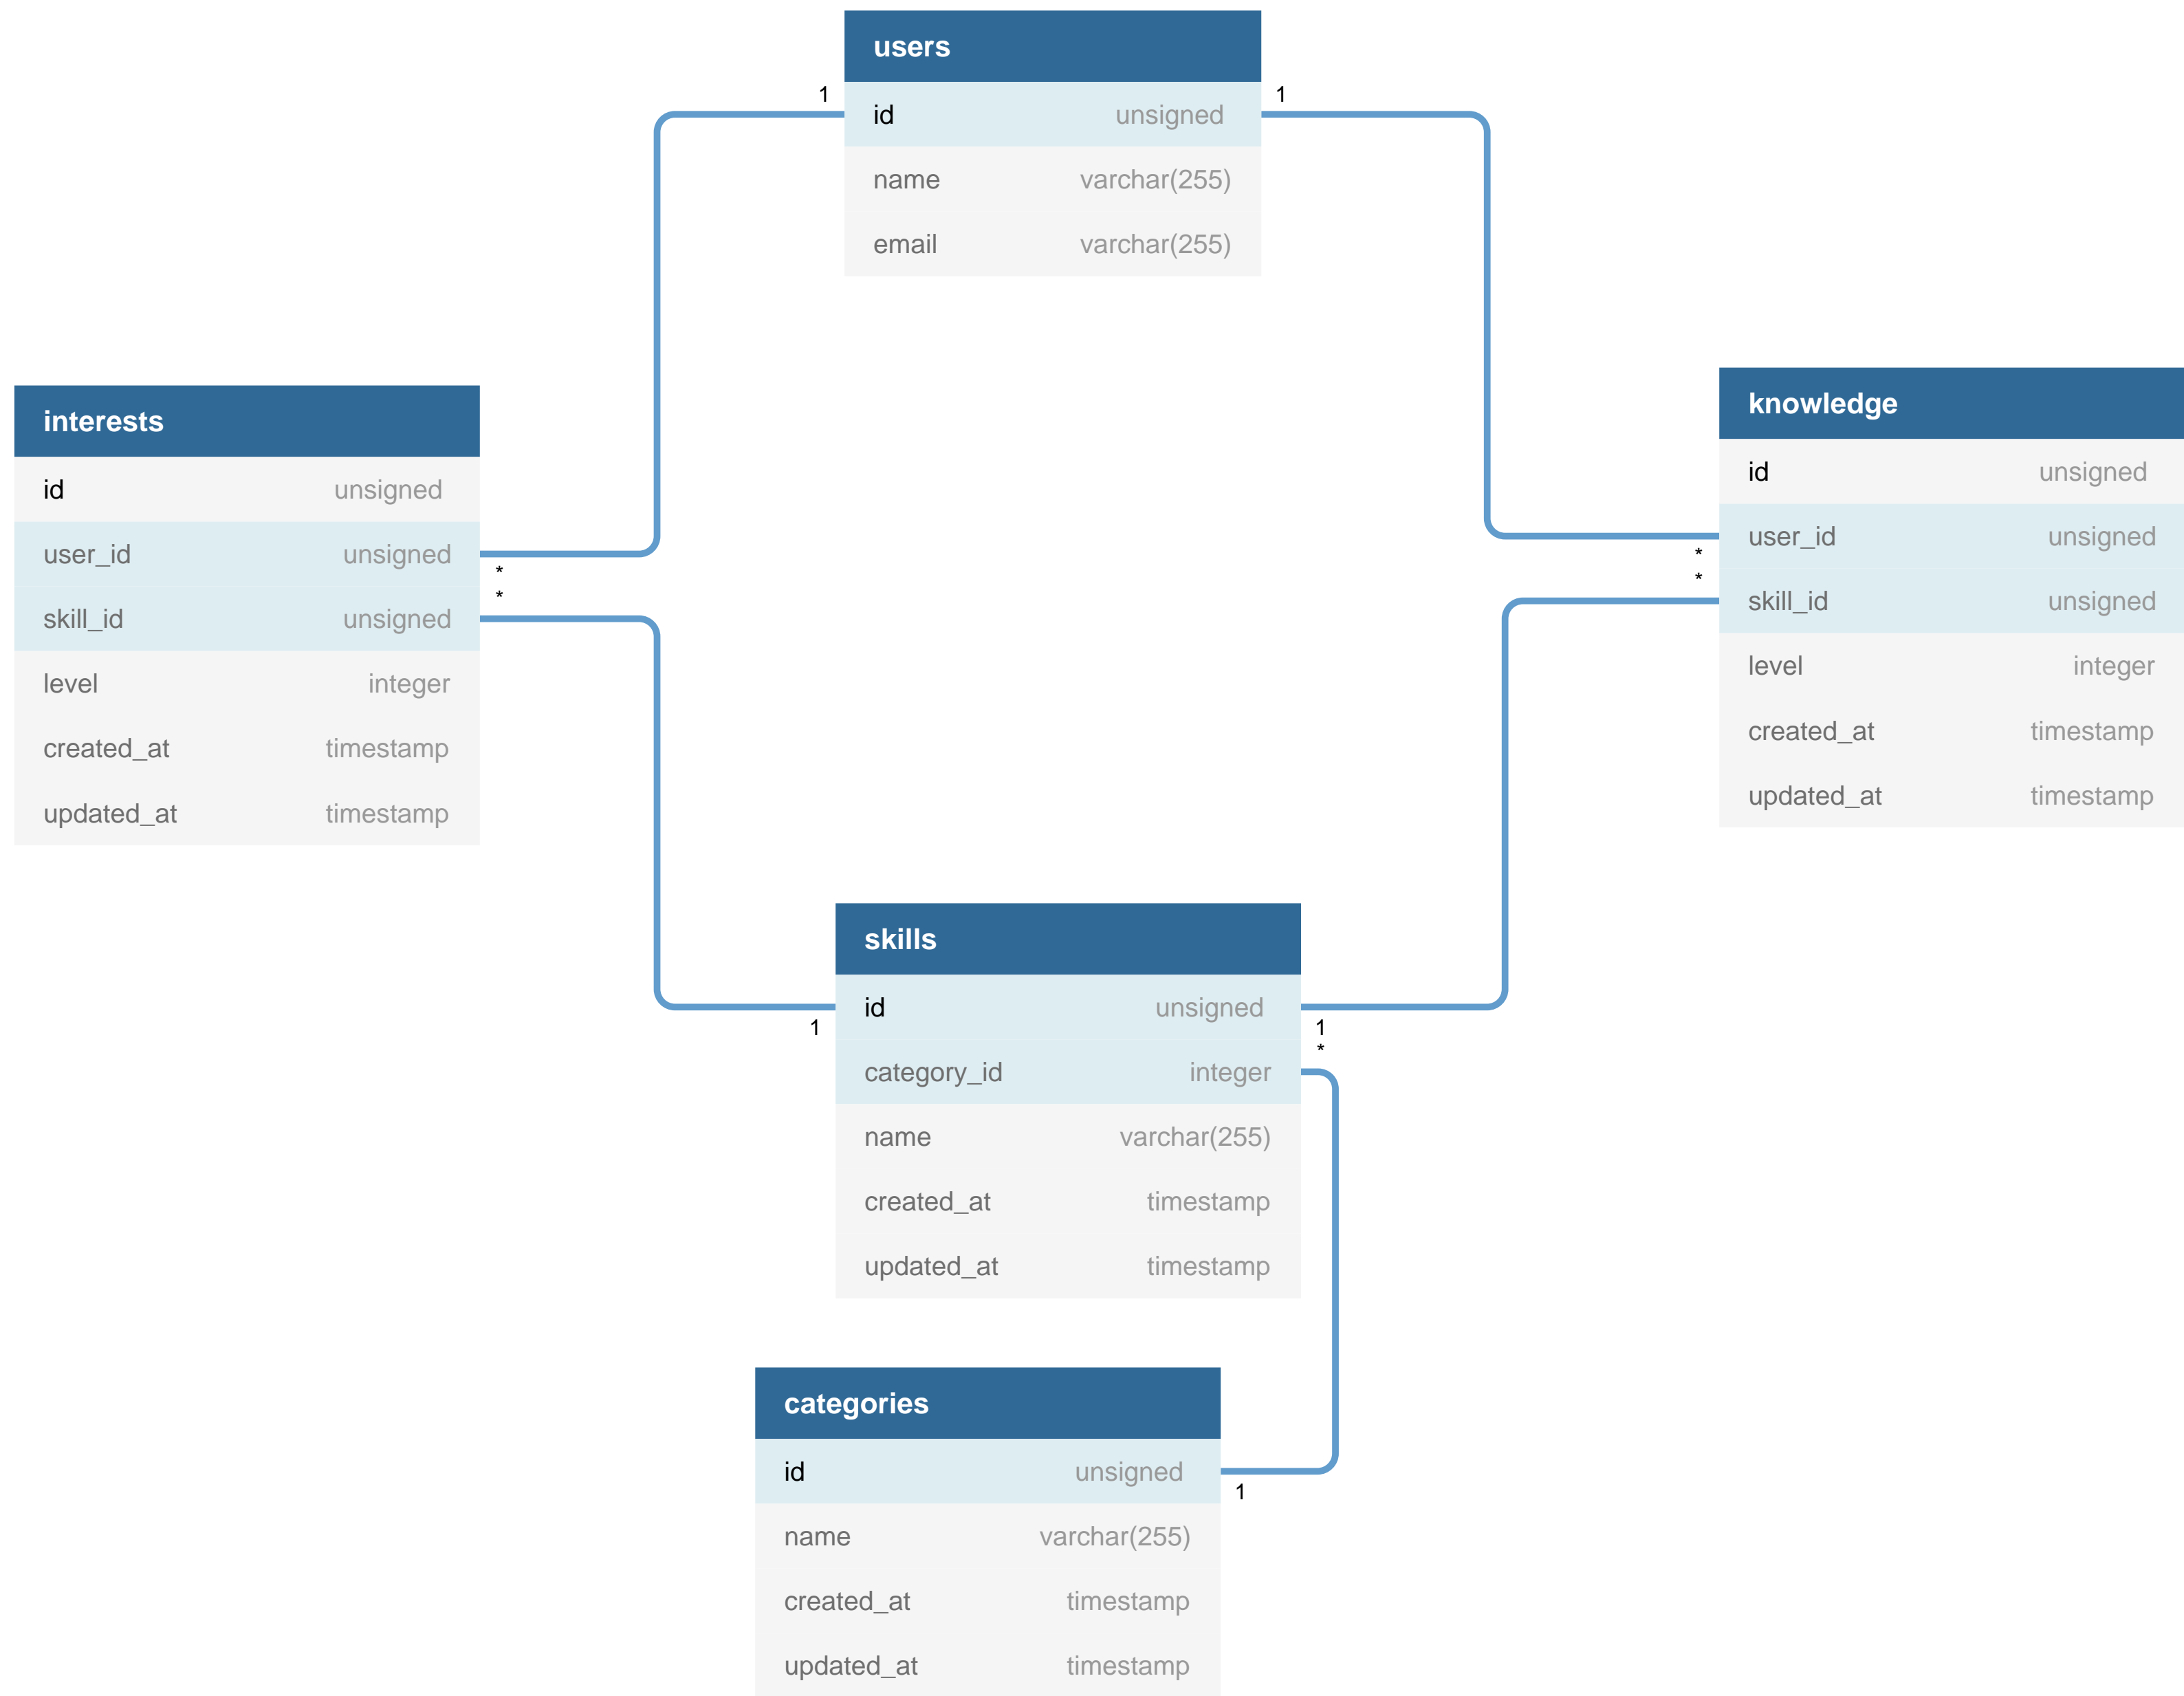 users
1
1
id unsigned
name varchar(255)
email varchar(255)
interests
id unsigned
user_id unsigned
*
*
skill_id unsigned
level integer
created_at timestamp
updated_at timestamp
knowledge
id unsigned
user_id unsigned
*
*
skill_id unsigned
level integer
created_at timestamp
updated_at timestamp
skills
id unsigned
1
1
*
category_id integer
name varchar(255)
created_at timestamp
updated_at timestamp
categories
id unsigned
1
name varchar(255)
created_at timestamp
updated_at timestamp